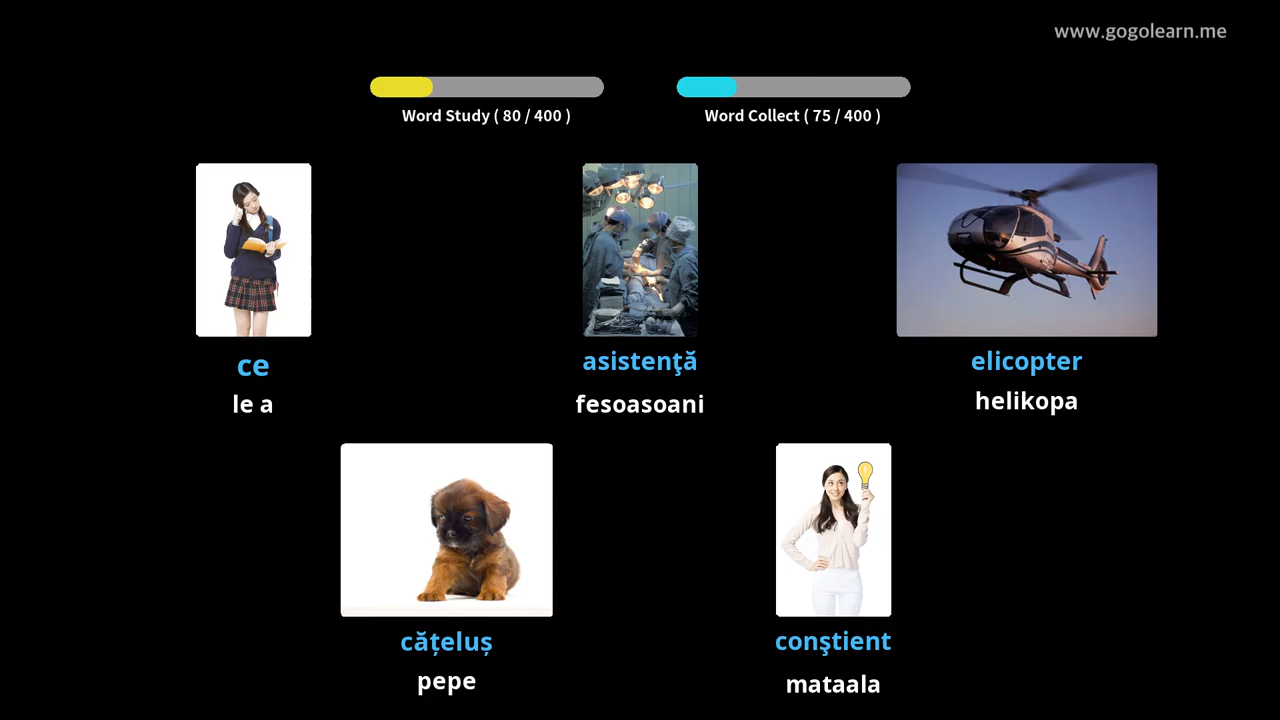 www.gogolearn.me
Word Study ( 80 / 400 )
Word Collect ( 75 / 400 )
ce
le a
asistenţă
fesoasoani
elicopter
helikopa
cățeluș
pepe
conştient
mataala